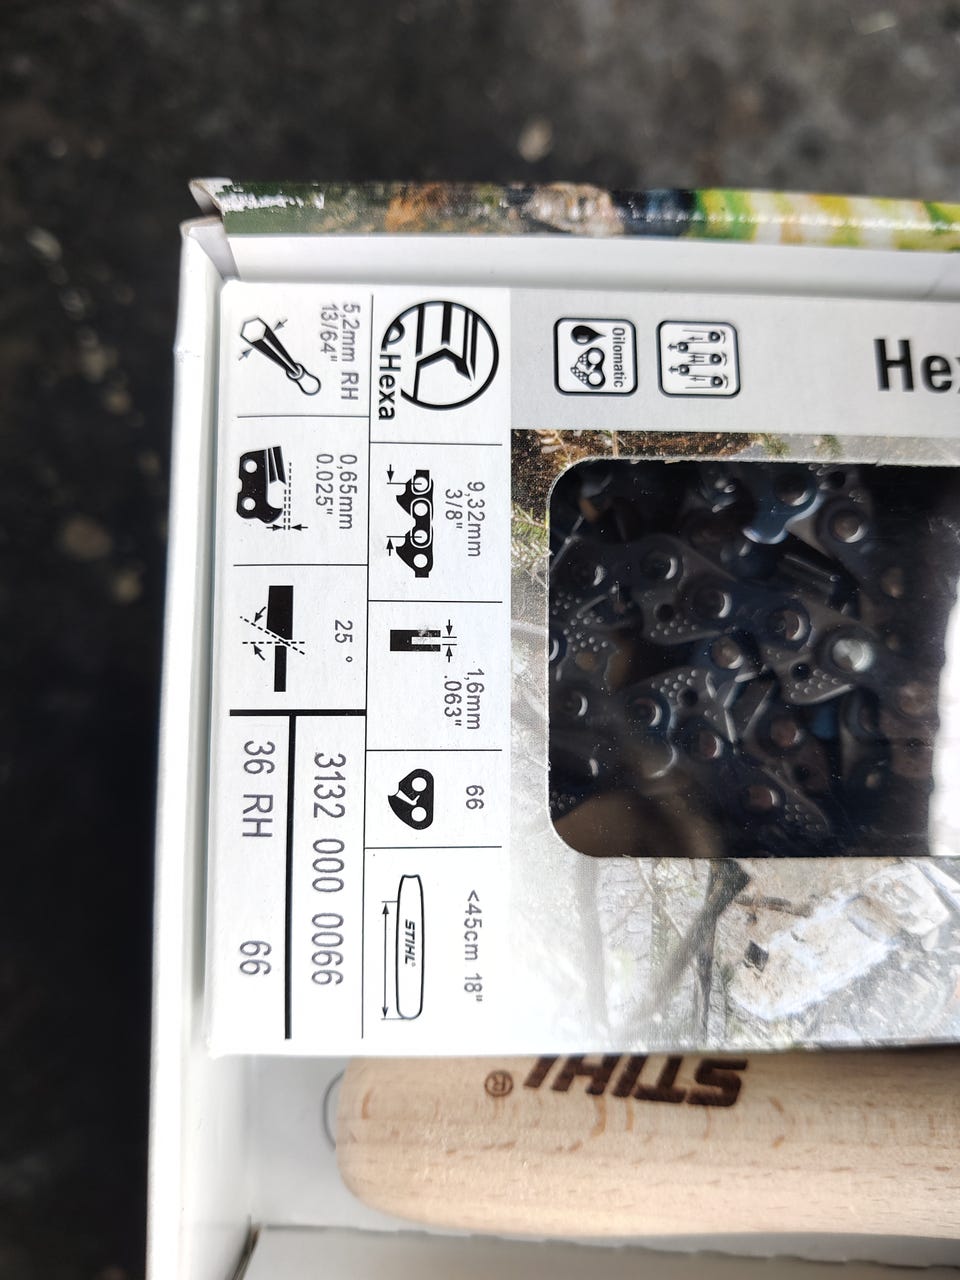 Hexa
9,32mm
3/8"
1,6mm
.063"
66
<45cm 18"
STIHL®
5,2mm RH
13/64"
0,65mm
0.025"
25 °
3132 000 0066
36 RH 66
Oilomatic
STIHL®